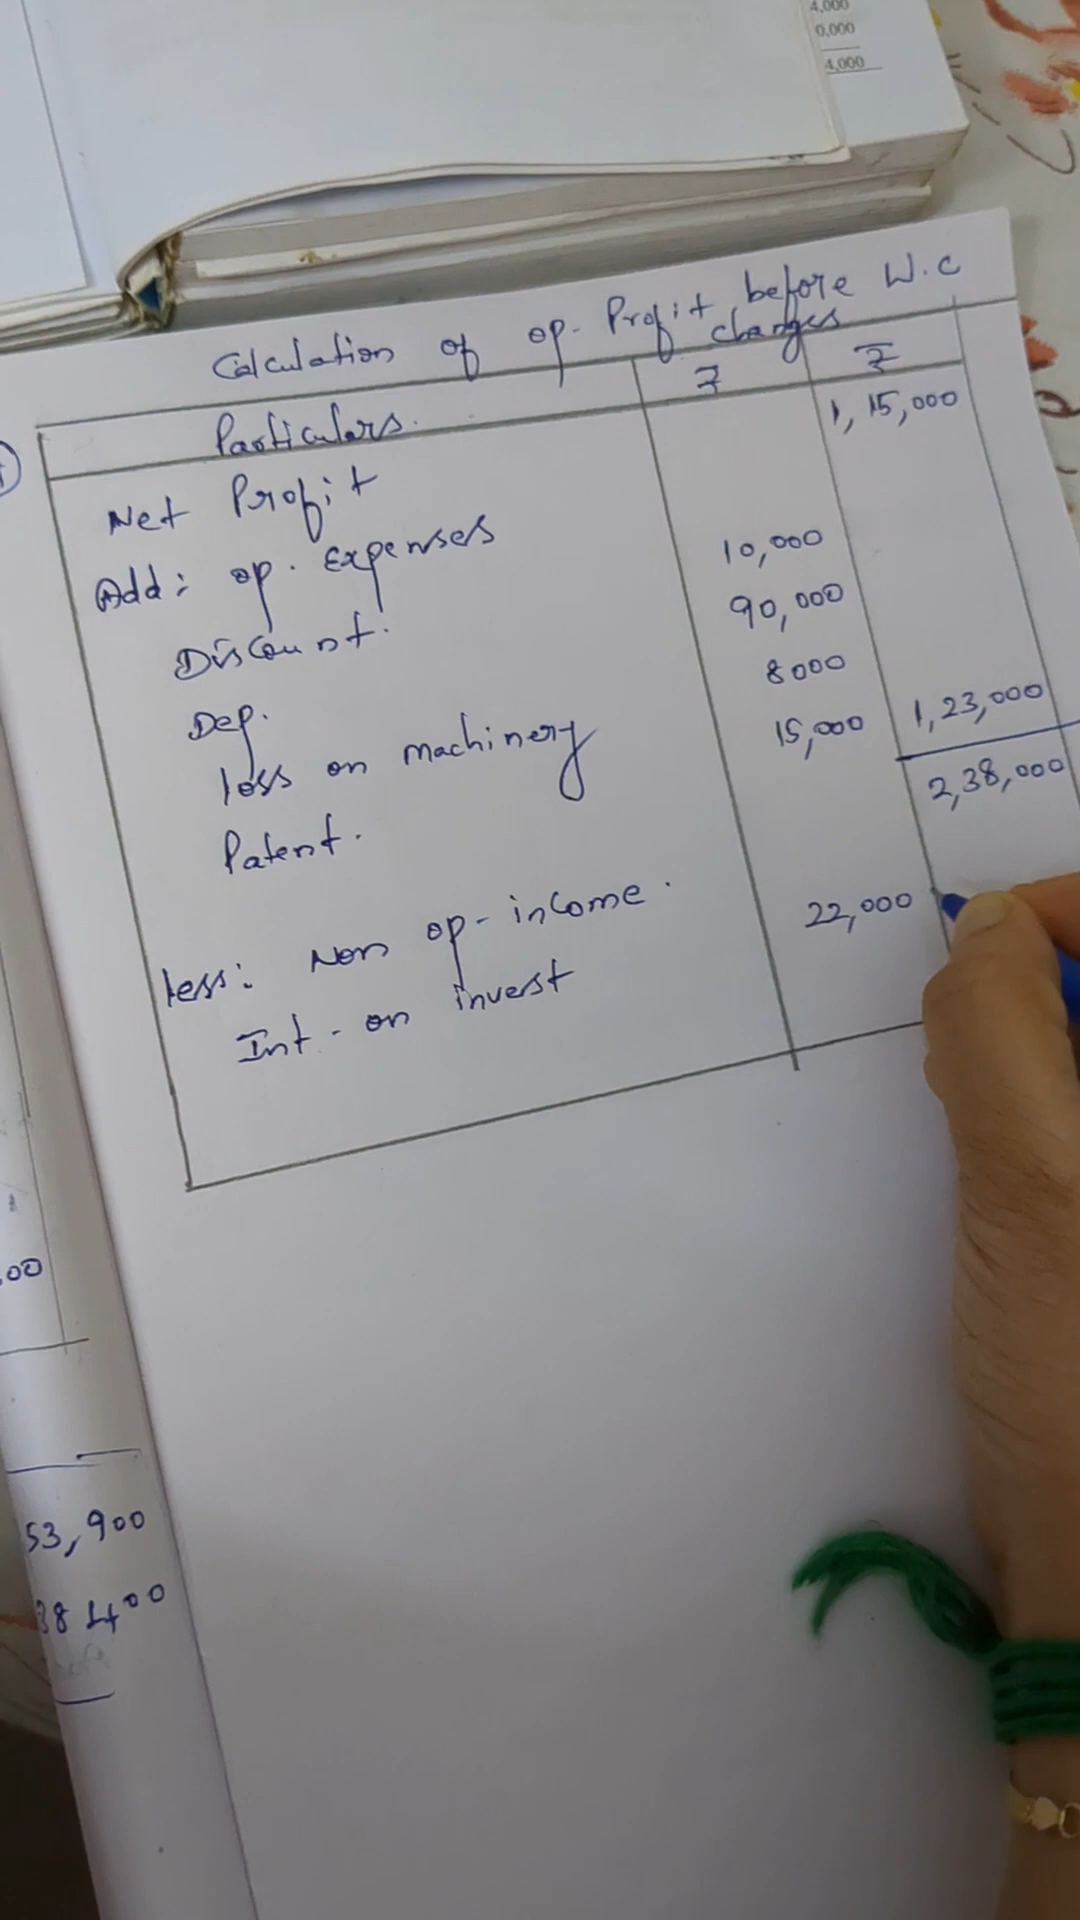 4,000
0,000
4,000
Calculation of op. Profit before W.C
changes
Particulars. ₹ ₹
Net Profit 1,15,000
Add: op. Expenses
Discount. 10,000
Dep. 90,000
loss on machinery 8000
Patent. 15,000 1,23,000
2,38,000
less: Non op-income.
Int-on invest 22,000
00
53,900
38400